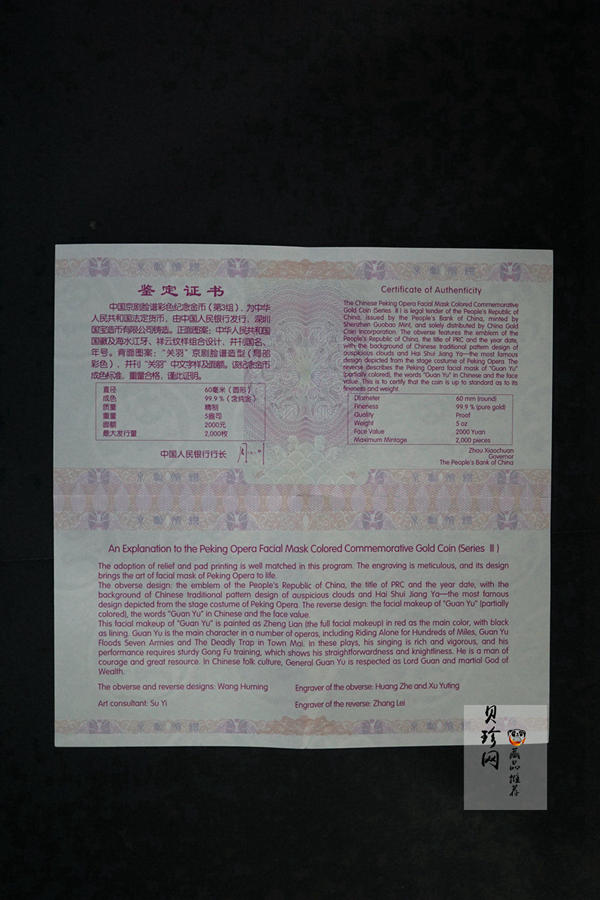 鉴定证书
中国京剧脸谱彩色纪念金币(第3组),为中华
人民共和国法定货币,由中国人民银行发行,深圳
国宝造币有限公司铸造。正面图案:中华人民共和国
国徽及海水江牙、祥云纹样组合设计,并刊国名、
年号。背面图案:“关羽”京剧脸谱造型(局部
彩色),并刊“关羽”中文字样及面额。该纪念金币
成色标准,重量合格,谨此证明。
直径 60毫米(圆形)
成色 99.9%(含纯金)
质量 精制
重量 5盎司
面额 2000元
最大发行量 2,000枚
中国人民银行行长
Certificate of Authenticity
The Chinese Peking Opera Facial Mask Colored Commemorative
Gold Coin (Series Ⅲ) is legal tender of the People's Republic of
China, issued by the People's Bank of China, minted by
Shenzhen Guobao Mint, and solely distributed by China Gold
Coin Incorporation. The obverse features the emblem of the
People's Republic of China, the title of PRC and the year date,
with the background of Chinese traditional pattern design of
auspicious clouds and Hai Shui Jiang Ya—the most famous
design depicted from the stage costume of Peking Opera. The
reverse describes the Peking Opera facial mask of "Guan Yu"
(partially colored), the words "Guan Yu" in Chinese and the face
value. This is to certify that the coin is up to standard as to its
fineness and weight.
Diameter 60 mm (round)
Fineness 99.9 % (pure gold)
Quality Proof
Weight 5 oz
Face Value 2000 Yuan
Maximum Mintage 2,000 pieces
Zhou Xiaochuan
Governor
The People's Bank of China
An Explanation to the Peking Opera Facial Mask Colored Commemorative Gold Coin (Series Ⅲ)
The adoption of relief and pad printing is well matched in this program. The engraving is meticulous, and its design
brings the art of facial mask of Peking Opera to life.
The obverse design: the emblem of the People's Republic of China, the title of PRC and the year date, with the
background of Chinese traditional pattern design of auspicious clouds and Hai Shui Jiang Ya—the most famous
design depicted from the stage costume of Peking Opera. The reverse design: the facial makeup of "Guan Yu" (partially
colored), the words "Guan Yu" in Chinese and the face value.
This facial makeup of "Guan Yu" is painted as Zheng Lian (the full facial makeup) in red as the main color, with black
as lining. Guan Yu is the main character in a number of operas, including Riding Alone for Hundreds of Miles, Guan Yu
Floods Seven Armies and The Deadly Trap in Town Mai. In these plays, his singing is rich and vigorous, and his
performance requires sturdy Gong Fu training, which shows his straightforwardness and knightliness. He is a man of
courage and great resource. In Chinese folk culture, General Guan Yu is respected as Lord Guan and martial God of
Wealth.
The obverse and reverse designs: Wang Huming
Engraver of the obverse: Huang Zhe and Xu Yuting
Art consultant: Su Yi
Engraver of the reverse: Zhang Lei
贝珍网
藏品推荐